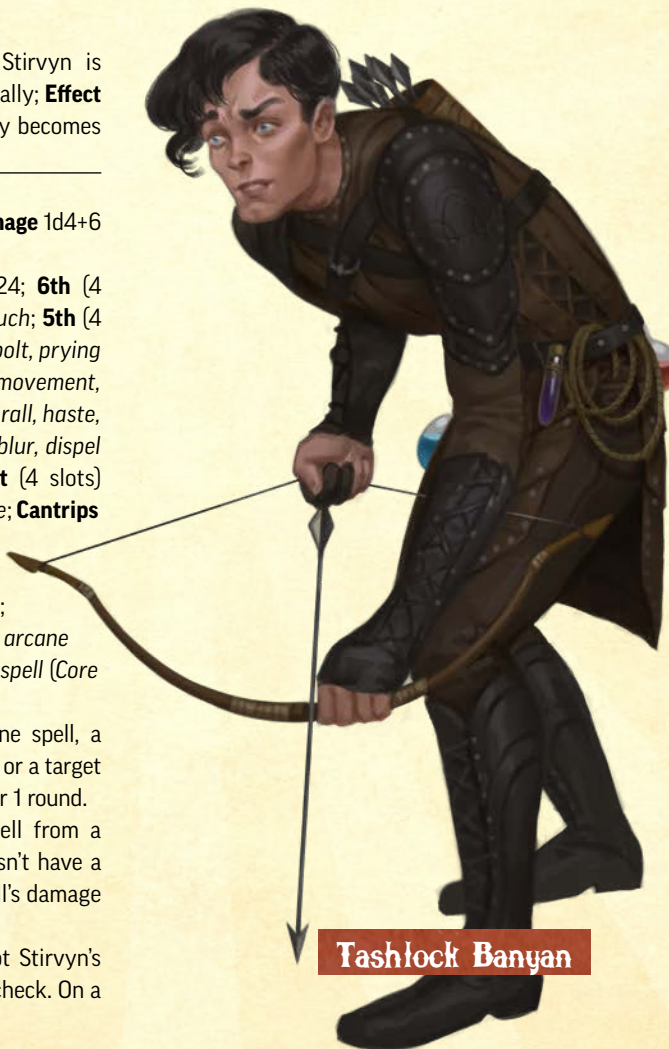 Stirvyn is
ally; Effect
y becomes
nage 1d4+6
24; 6th (4
uch; 5th (4
bolt, prying
movement,
rall, haste,
blur, dispel
t (4 slots)
e; Cantrips
;
arcane
spell (Core
ne spell, a
or a target
r 1 round.
ell from a
sn't have a
ll's damage
ot Stirvyn's
check. On a
Tashlock Banyan